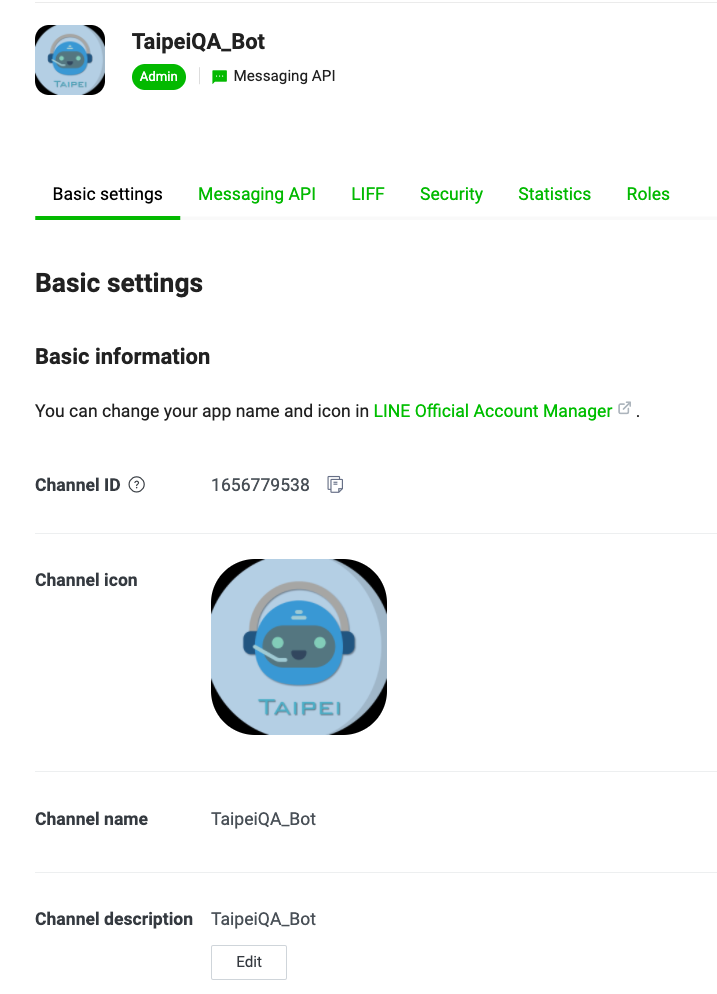 TAIPEI
TaipeiQA_Bot
Admin
Messaging API
Basic settings Messaging API LIFF Security Statistics Roles
Basic settings
Basic information
You can change your app name and icon in LINE Official Account Manager .
Channel ID ? 1656779538
Channel icon
TAIPEI
Channel name TaipeiQA_Bot
Channel description TaipeiQA_Bot
Edit